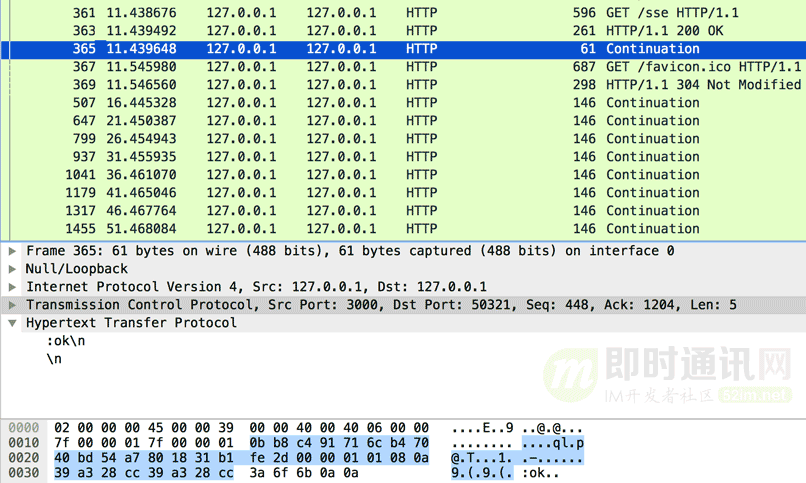 361 11.438676 127.0.0.1 127.0.0.1 HTTP 596 GET /sse HTTP/1.1
363 11.439492 127.0.0.1 127.0.0.1 HTTP 261 HTTP/1.1 200 OK
365 11.439648 127.0.0.1 127.0.0.1 HTTP 61 Continuation
367 11.545980 127.0.0.1 127.0.0.1 HTTP 687 GET /favicon.ico HTTP/1.1
369 11.546560 127.0.0.1 127.0.0.1 HTTP 298 HTTP/1.1 304 Not Modified
507 16.445328 127.0.0.1 127.0.0.1 HTTP 146 Continuation
647 21.450387 127.0.0.1 127.0.0.1 HTTP 146 Continuation
799 26.454943 127.0.0.1 127.0.0.1 HTTP 146 Continuation
937 31.455935 127.0.0.1 127.0.0.1 HTTP 146 Continuation
1041 36.461070 127.0.0.1 127.0.0.1 HTTP 146 Continuation
1179 41.465046 127.0.0.1 127.0.0.1 HTTP 146 Continuation
1317 46.467764 127.0.0.1 127.0.0.1 HTTP 146 Continuation
1455 51.468084 127.0.0.1 127.0.0.1 HTTP 146 Continuation
Frame 365: 61 bytes on wire (488 bits), 61 bytes captured (488 bits) on interface 0
Null/Loopback
Internet Protocol Version 4, Src: 127.0.0.1, Dst: 127.0.0.1
Transmission Control Protocol, Src Port: 3000, Dst Port: 50321, Seq: 448, Ack: 1204, Len: 5
Hypertext Transfer Protocol
:ok\n
\n
即时通讯网
IM开发者社区 52im.net
0000 02 00 00 00 45 00 00 39 00 00 40 00 40 06 00 00 ....E..9 ..@.@...
0010 7f 00 00 01 7f 00 00 01 0b b8 c4 91 71 6c b4 70 ........ ....ql.p
0020 40 bd 54 a7 80 18 31 b1 fe 2d 00 00 01 01 08 0a @.T...1. .-......
0030 39 a3 28 cc 39 a3 28 cc 3a 6f 6b 0a 0a 9.(.9.(. :ok..